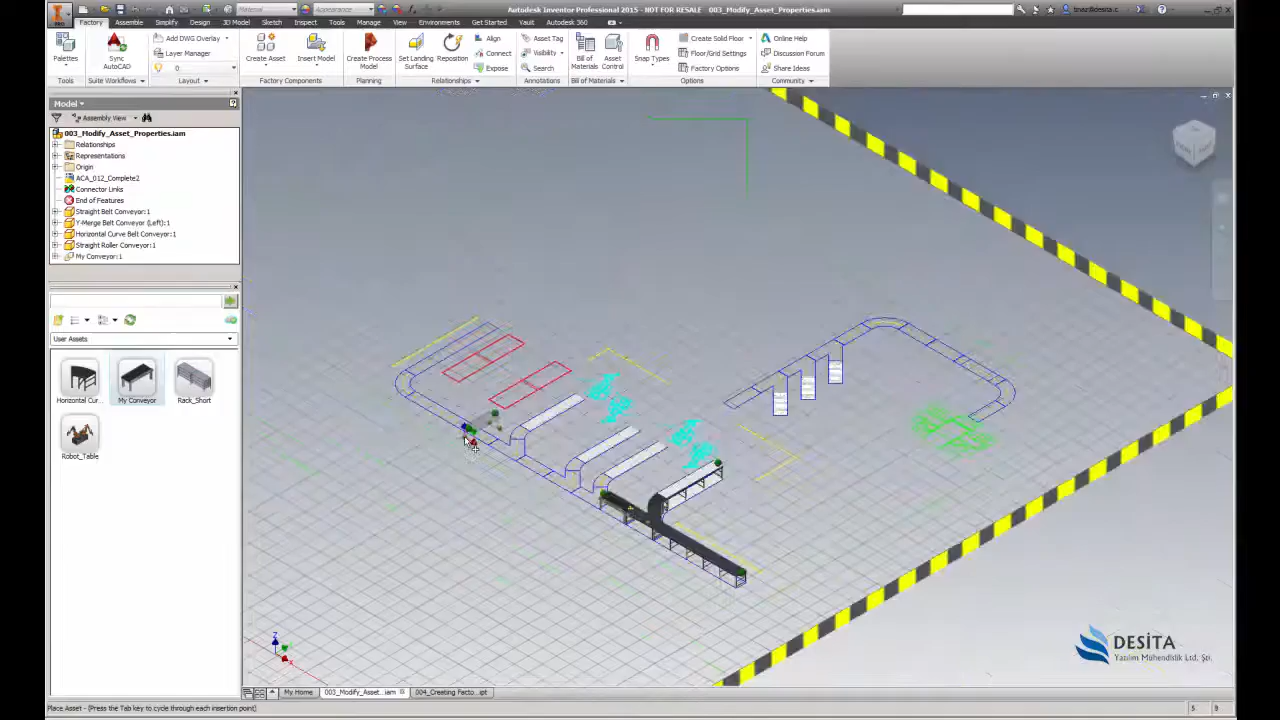 Autodesk Inventor Professional 2015 - NOT FOR RESALE 003_Modify_Asset_Properties.iam
Material
Appearance
PRO
Factory Assemble Simplify Design 3D Model Sketch Inspect Tools Manage View Environments Get Started Vault Autodesk 360
Palettes
Sync AutoCAD
Add DWG Overlay
Layer Manager
0
Create Asset
Insert Model
Create Process Model
Set Landing Surface
Reposition
Align
Connect
Expose
Asset Tag
Visibility
Search
Bill of Materials
Asset Control
Snap Types
Create Solid Floor
Floor/Grid Settings
Factory Options
Online Help
Discussion Forum
Share Ideas
Tools Suite Workflows Layout Factory Components Planning Relationships Annotations Bill of Materials Options Community
Model
Assembly View
003_Modify_Asset_Properties.iam
Relationships
Representations
Origin
ACA_012_Complete2
Connector Links
End of Features
Straight Belt Conveyor:1
Y-Merge Belt Conveyor (Left):1
Horizontal Curve Belt Conveyor:1
Straight Roller Conveyor:1
My Conveyor:1
User Assets
Horizontal Cur...
My Conveyor
Rack_Short
Robot_Table
Z
X
DESİTA
Yazılım Mühendislik Ltd. Şti.
My Home 003_Modify_Asset...iam 004_Creating Facto...ipt
Place Asset - (Press the Tab key to cycle through each insertion point)
5 9